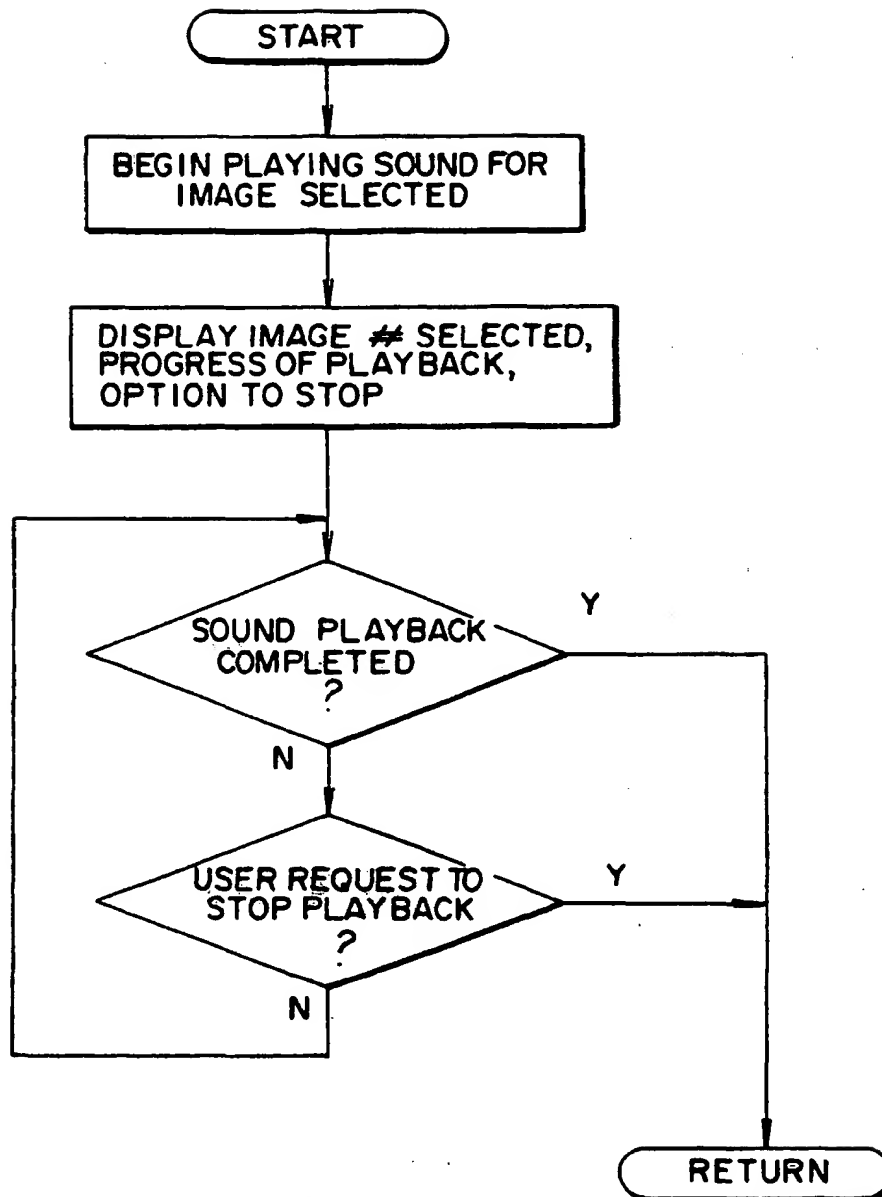 START
BEGIN PLAYING SOUND FOR
IMAGE SELECTED
DISPLAY IMAGE # SELECTED,
PROGRESS OF PLAYBACK,
OPTION TO STOP
SOUND PLAYBACK
COMPLETED
?
Y
N
USER REQUEST TO
STOP PLAYBACK
?
Y
N
RETURN